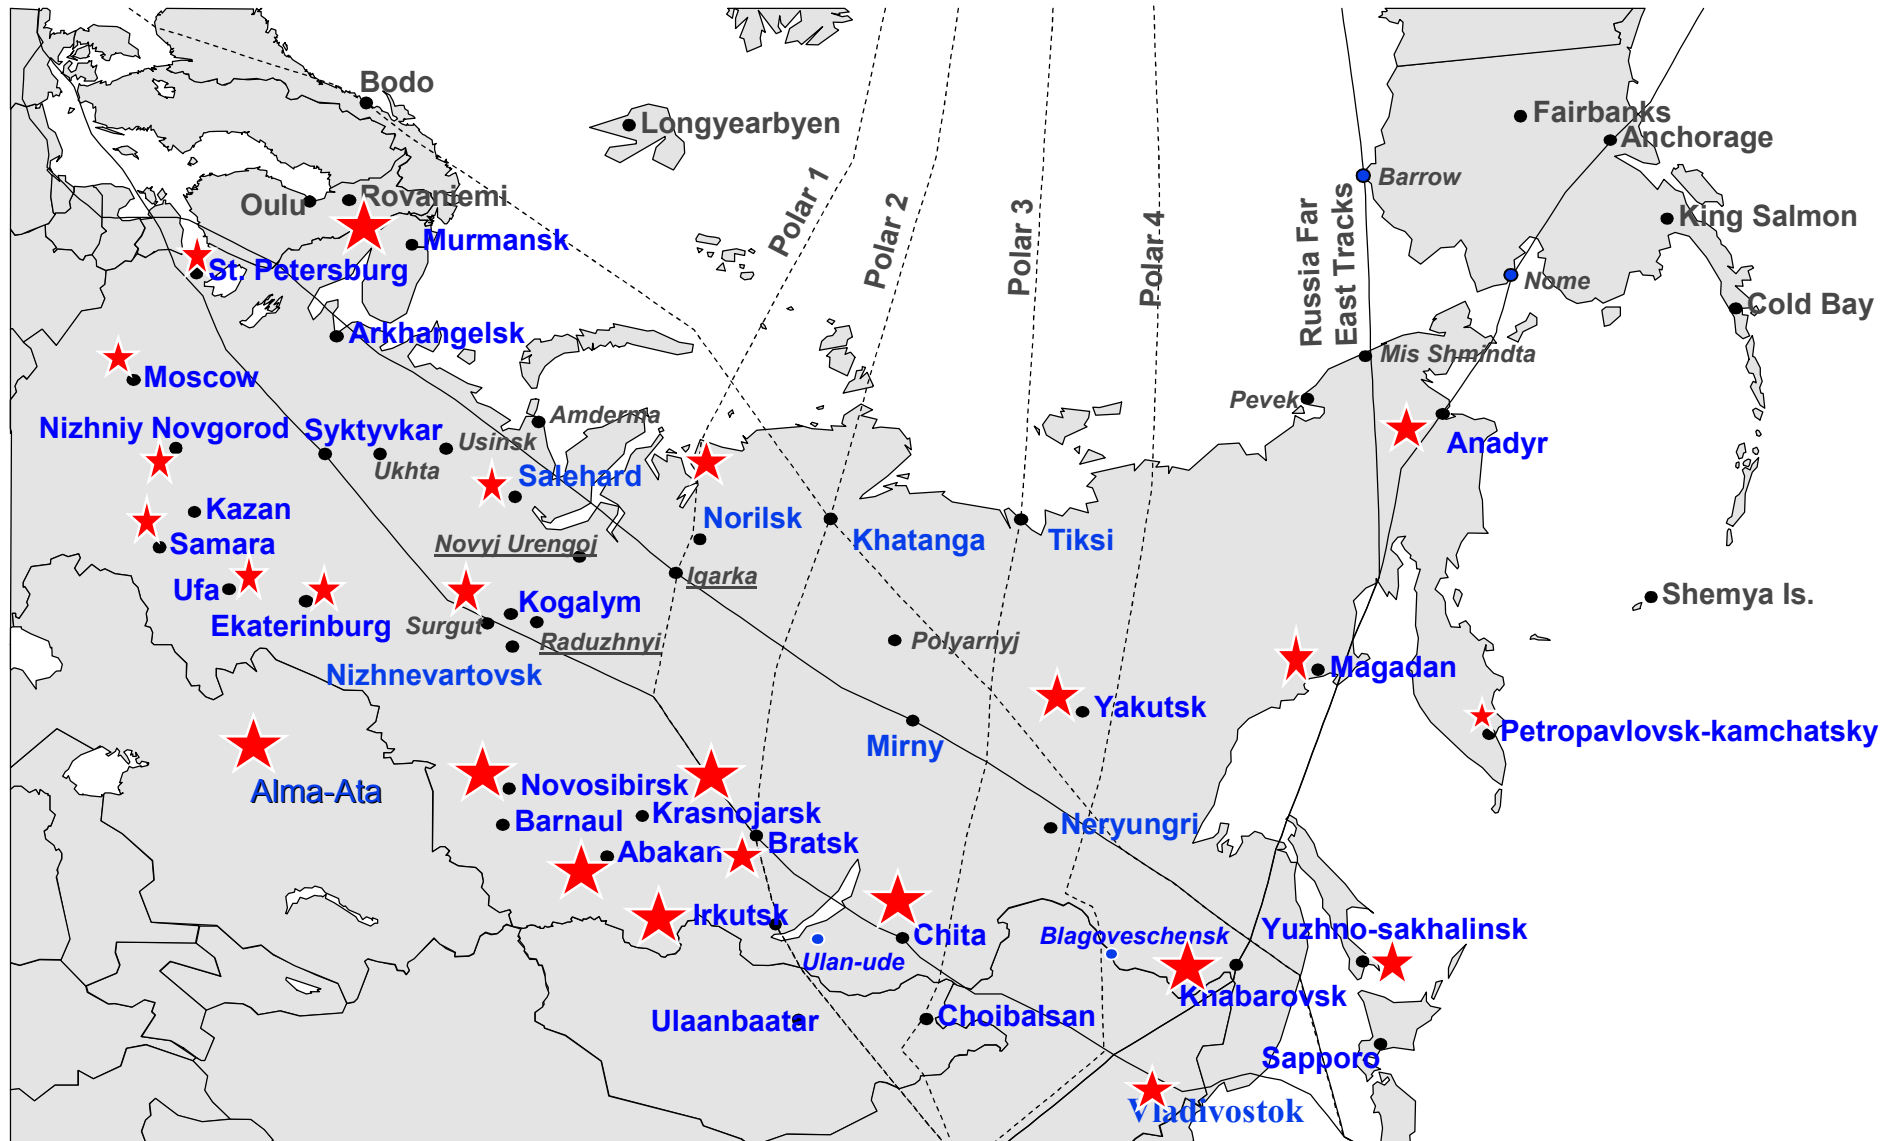 Bodo
Longyearbyen
Fairbanks
Anchorage
Barrow
Polar 1
Polar 2
Polar 3
Polar 4
Russia Far
East Tracks
Oulu
Rovaniemi
King Salmon
Murmansk
St. Petersburg
Nome
Cold Bay
Arkhangelsk
Mis Shmindta
Moscow
Pevek
Amderma
Nizhniy Novgorod
Syktyvkar
Usinsk
Ukhta
Anadyr
Salehard
Kazan
Norilsk
Khatanga
Tiksi
Samara
Novyj Urengoj
Igarka
Ufa
Ekaterinburg
Kogalym
Surgut
Raduzhnyi
Shemya Is.
Polyarnyj
Nizhnevartovsk
Magadan
Yakutsk
Mirny
Petropavlovsk-kamchatsky
Alma-Ata
Novosibirsk
Krasnojarsk
Barnaul
Neryungri
Bratsk
Abakan
Irkutsk
Chita
Blagoveschensk
Yuzhno-sakhalinsk
Ulan-ude
Knabarovsk
Ulaanbaatar
Choibalsan
Sapporo
Vladivostok